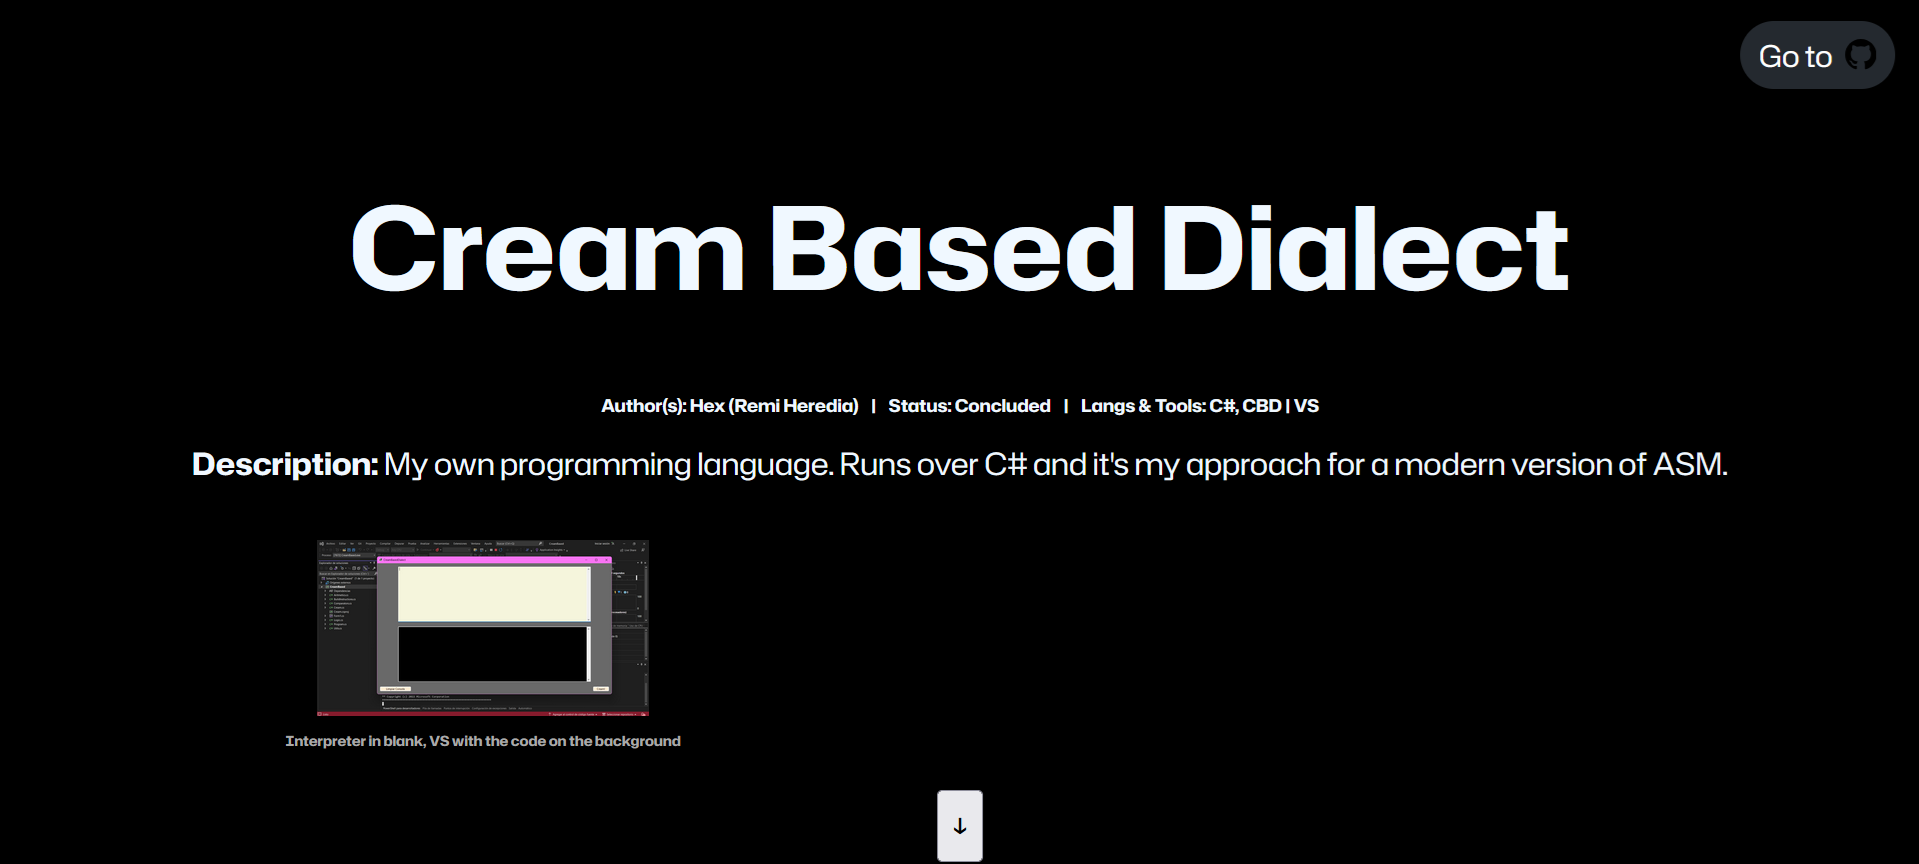 Go to
Cream Based Dialect
Author(s): Hex (Remi Heredia) | Status: Concluded | Langs & Tools: C#, CBD | VS
Description: My own programming language. Runs over C# and it's my approach for a modern version of ASM.
Interpreter in blank, VS with the code on the background
↓